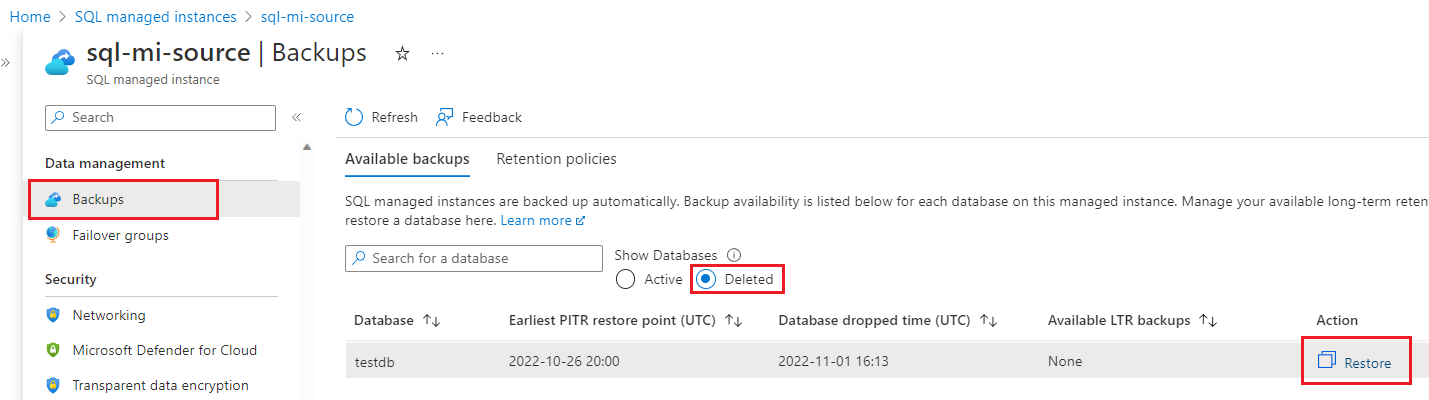 Home > SQL managed instances > sql-mi-source
sql-mi-source | Backups
SQL managed instance
Search
Data management
Backups
Failover groups
Security
Networking
Microsoft Defender for Cloud
Transparent data encryption
Refresh Feedback
Available backups Retention policies
SQL managed instances are backed up automatically. Backup availability is listed below for each database on this managed instance. Manage your available long-term reten
restore a database here. Learn more
Search for a database
Show Databases
Active Deleted
Database Earliest PITR restore point (UTC) Database dropped time (UTC) Available LTR backups Action
testdb 2022-10-26 20:00 2022-11-01 16:13 None Restore